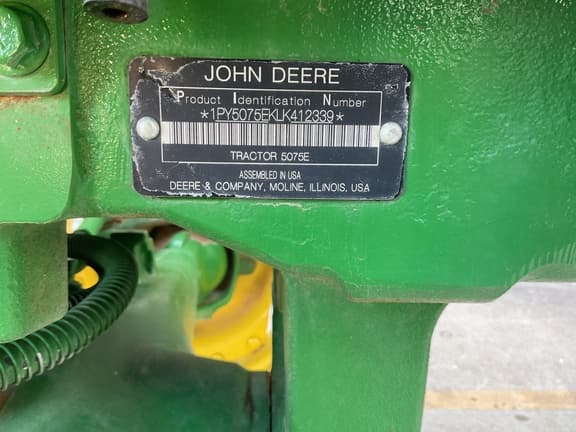 JOHN DEERE
Product Identification Number
*1PY5075EKLK412339*
TRACTOR 5075E
ASSEMBLED IN USA
DEERE & COMPANY, MOLINE, ILLINOIS, USA